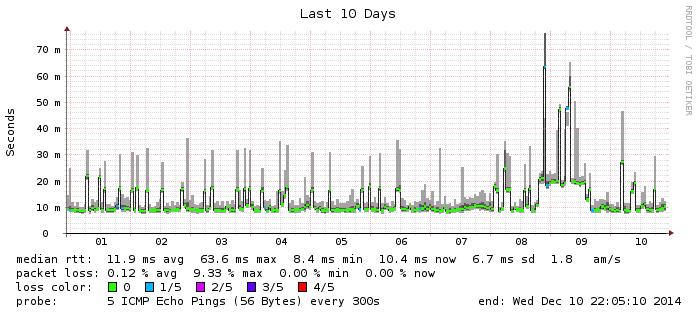 Last 10 Days
RRDTOOL / TOBI OETIKER
Seconds
70 m
60 m
50 m
40 m
30 m
20 m
10 m
0
01 02 03 04 05 06 07 08 09 10
median rtt: 11.9 ms avg 63.6 ms max 8.4 ms min 10.4 ms now 6.7 ms sd 1.8 am/s
packet loss: 0.12 % avg 9.33 % max 0.00 % min 0.00 % now
loss color: 0 1/5 2/5 3/5 4/5
probe: 5 ICMP Echo Pings (56 Bytes) every 300s end: Wed Dec 10 22:05:10 2014